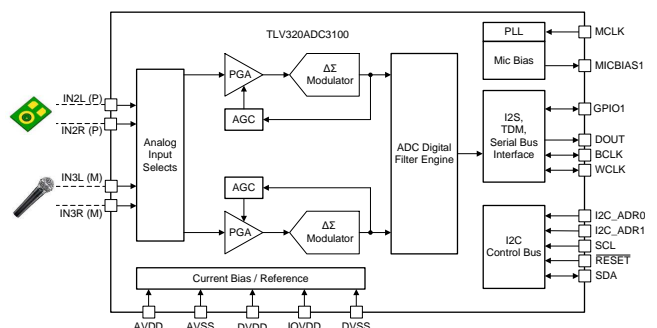 TLV320ADC3100
PLL
MCLK
Mic Bias
MICBIAS1
PGA
ΔΣ
Modulator
AGC
IN2L (P)
IN2R (P)
IN3L (M)
IN3R (M)
Analog
Input
Selects
ADC Digital
Filter Engine
I2S,
TDM,
Serial Bus
Interface
GPIO1
DOUT
BCLK
WCLK
AGC
PGA
ΔΣ
Modulator
I2C
Control Bus
I2C_ADR0
I2C_ADR1
SCL
RESET
SDA
Current Bias / Reference
AVDD
AVSS
DVDD
IOVDD
DVSS